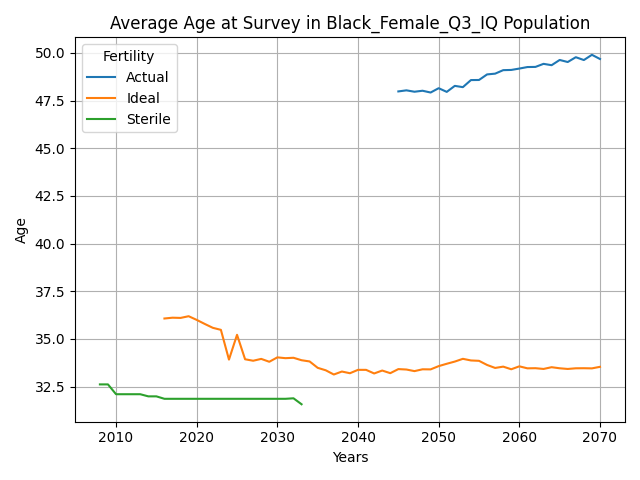 Average Age at Survey in Black_Female_Q3_IQ Population
Fertility
Actual
Ideal
Sterile
50.0
47.5
45.0
42.5
40.0
37.5
35.0
32.5
Age
2010
2020
2030
2040
2050
2060
2070
Years